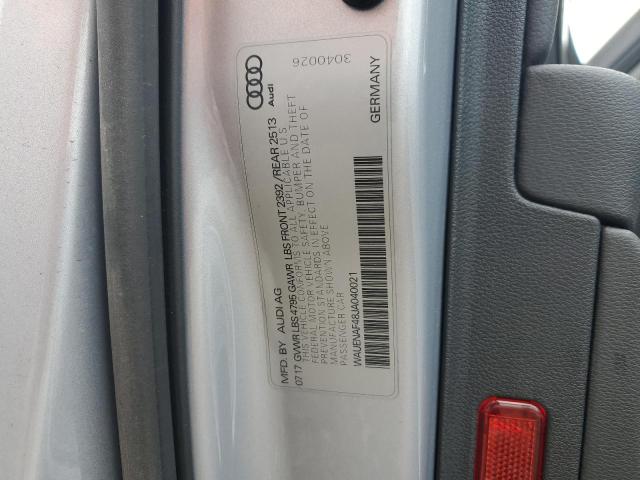 MFD. BY AUDI AG
0717 GVWR LBS 4795 GAWR LBS FRONT 2392 /REAR 2513
THIS VEHICLE CONFORMS TO ALL APPLICABLE U.S.
FEDERAL MOTOR VEHICLE SAFETY, BUMPER AND THEFT
PREVENTION STANDARDS IN EFFECT ON THE DATE OF
MANUFACTURE SHOWN ABOVE
PASSENGER CAR
WAUENAF48JA040021
GERMANY
Audi
3040026